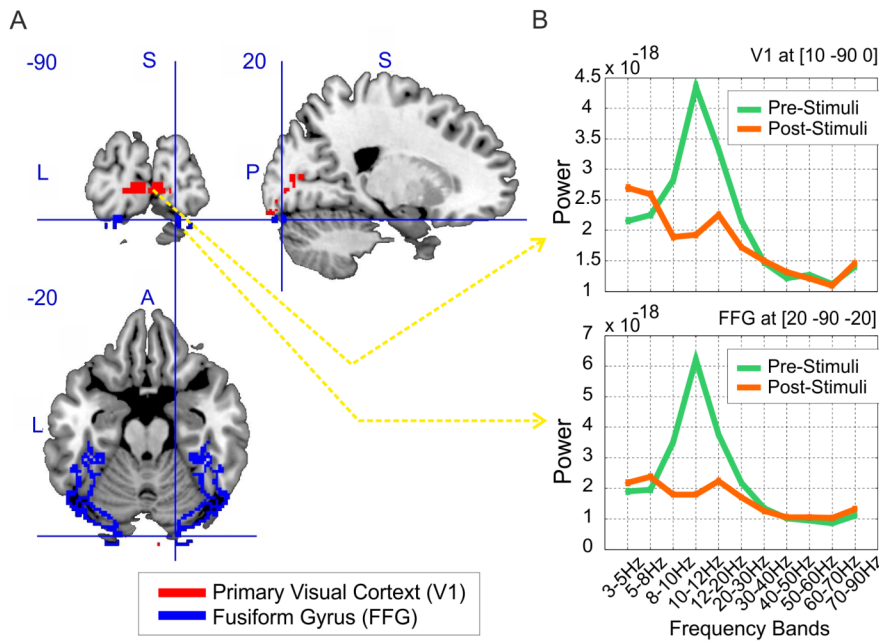 A
-90
S
20
S
L
P
-20
A
L
Primary Visual Cortex (V1)
Fusiform Gyrus (FFG)
B
x 10-18
V1 at [10 -90 0]
4.5
4
3.5
3
2.5
2
1.5
1
Power
Pre-Stimuli
Post-Stimuli
x 10-18
FFG at [20 -90 -20]
7
6
5
4
3
2
1
0
Power
Pre-Stimuli
Post-Stimuli
3-5Hz
5-8Hz
8-10Hz
10-12Hz
12-20Hz
20-30Hz
30-40Hz
40-50Hz
50-60Hz
60-70Hz
70-90Hz
Frequency Bands